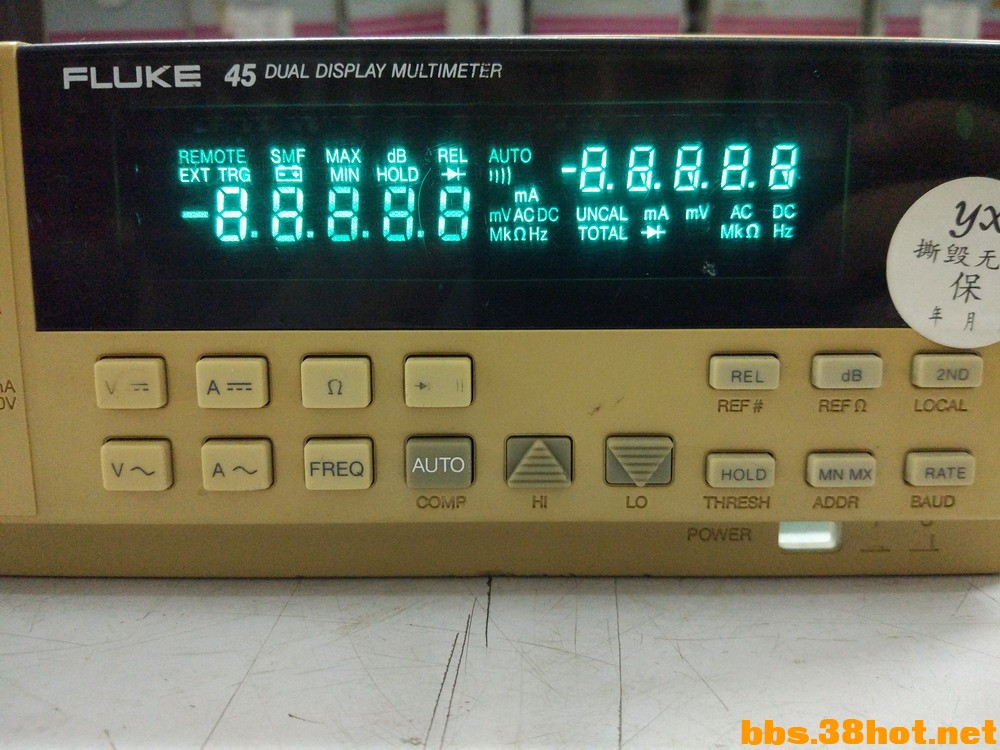 FLUKE 45 DUAL DISPLAY MULTIMETER
REMOTE SMF MAX dB REL AUTO
EXT TRG MIN HOLD
-8.8.8.8.8
-8.8.8.8.8
mA
mV AC DC
MkΩ Hz
UNCAL mA mV AC DC
TOTAL MkΩ Hz
yx
撕毁无
保
年 月
V A Ω
REL dB 2ND
REF # REF Ω LOCAL
V A FREQ AUTO
HOLD MN MX RATE
COMP HI LO THRESH ADDR BAUD
POWER
bbs.38hot.net